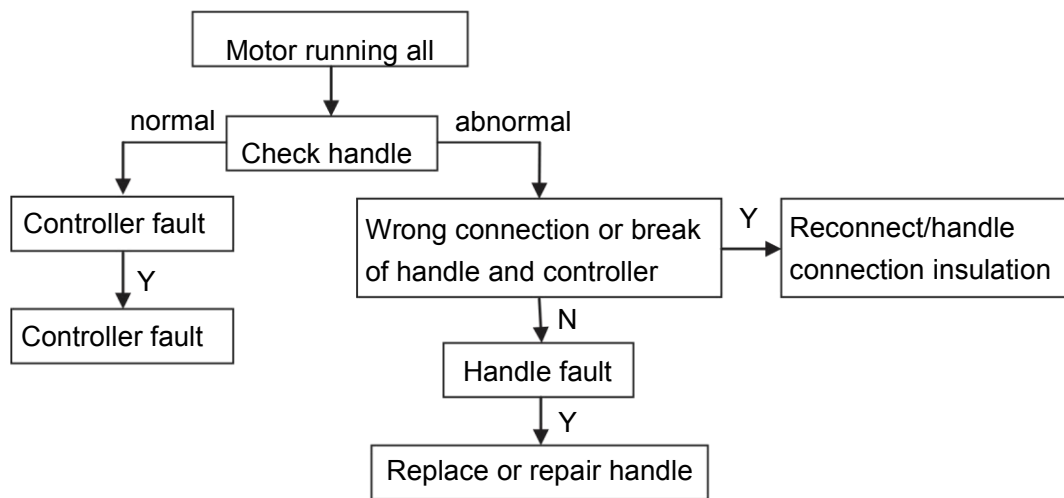 Motor running all
normal
abnormal
Check handle
Controller fault
Wrong connection or break
of handle and controller
Y
Reconnect/handle
connection insulation
Y
N
Controller fault
Handle fault
Y
Replace or repair handle